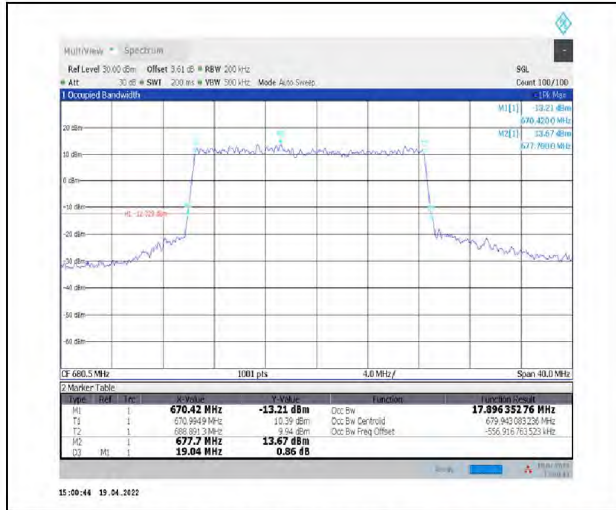 MultiView Spectrum
Ref Level 30.00 dBm Offset 3.61 dB RBW 200 kHz SGL
Att 30 dB SWT 200 ms VBW 500 kHz Mode Auto Sweep Count 100/100
1 Occupied Bandwidth 1Pk Max
M1[1] -13.21 dBm
670.4200 MHz
M2[1] 13.67 dBm
677.7000 MHz
20 dBm
10 dBm
0 dBm
-10 dBm
-20 dBm
-30 dBm
-40 dBm
-50 dBm
-60 dBm
CF 680.5 MHz 1001 pts 4.0 MHz/ Span 40.0 MHz
2 Marker Table
Type Ref Trc X-Value Y-Value Function Function Result
M1 1 670.42 MHz -13.21 dBm Occ Bw 17.896 352 76 MHz
T1 1 670.9949 MHz 10.39 dBm Occ Bw Centroid 679.943 083 236 MHz
T2 1 688.8913 MHz 9.94 dBm Occ Bw Freq Offset -556.916 763 523 kHz
M2 1 677.7 MHz 13.67 dBm
D3 M1 1 19.04 MHz 0.86 dB
Ready
15:00:44 19.04.2022